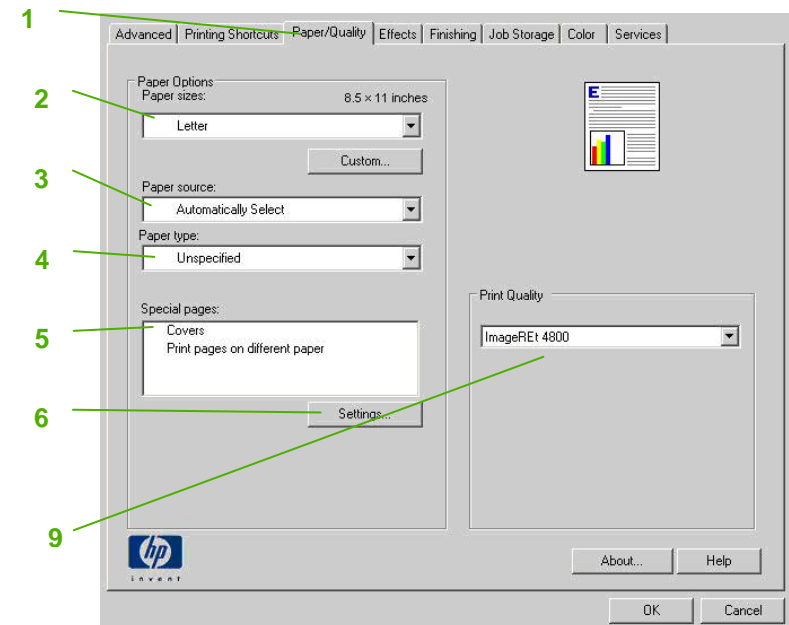 1
Advanced Printing Shortcuts Paper/Quality Effects Finishing Job Storage Color Services
Paper Options
2
Paper sizes: 8.5 × 11 inches
Letter
Custom...
3
Paper source:
Automatically Select
4
Paper type:
Unspecified
5
Special pages:
Covers
Print pages on different paper
6
Settings...
E
Print Quality
ImageREt 4800
9
hp
invent
About... Help
OK Cancel